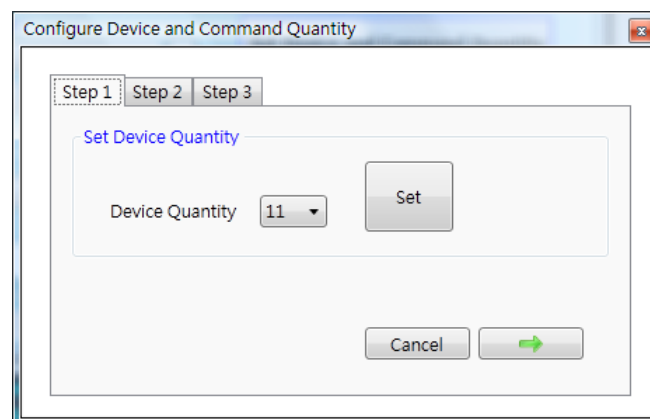 Configure Device and Command Quantity
Step 1 Step 2 Step 3
Set Device Quantity
Device Quantity 11 Set
Cancel